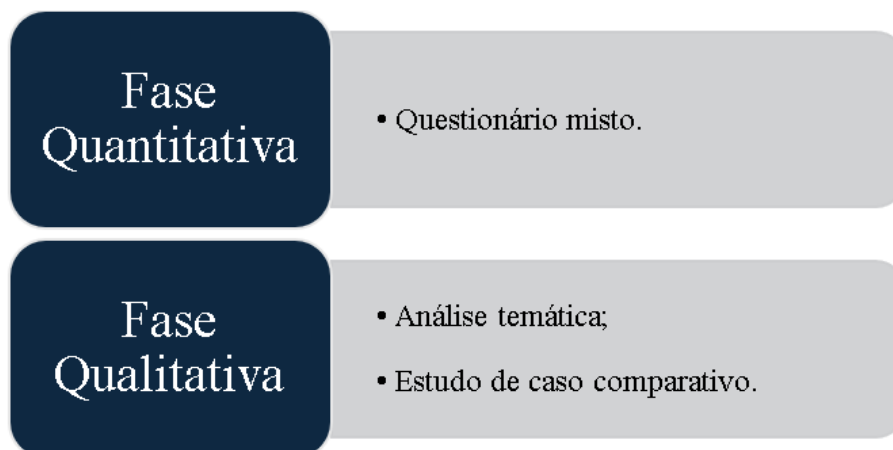 Fase
Quantitativa
• Questionário misto.
Fase
Qualitativa
• Análise temática;
• Estudo de caso comparativo.